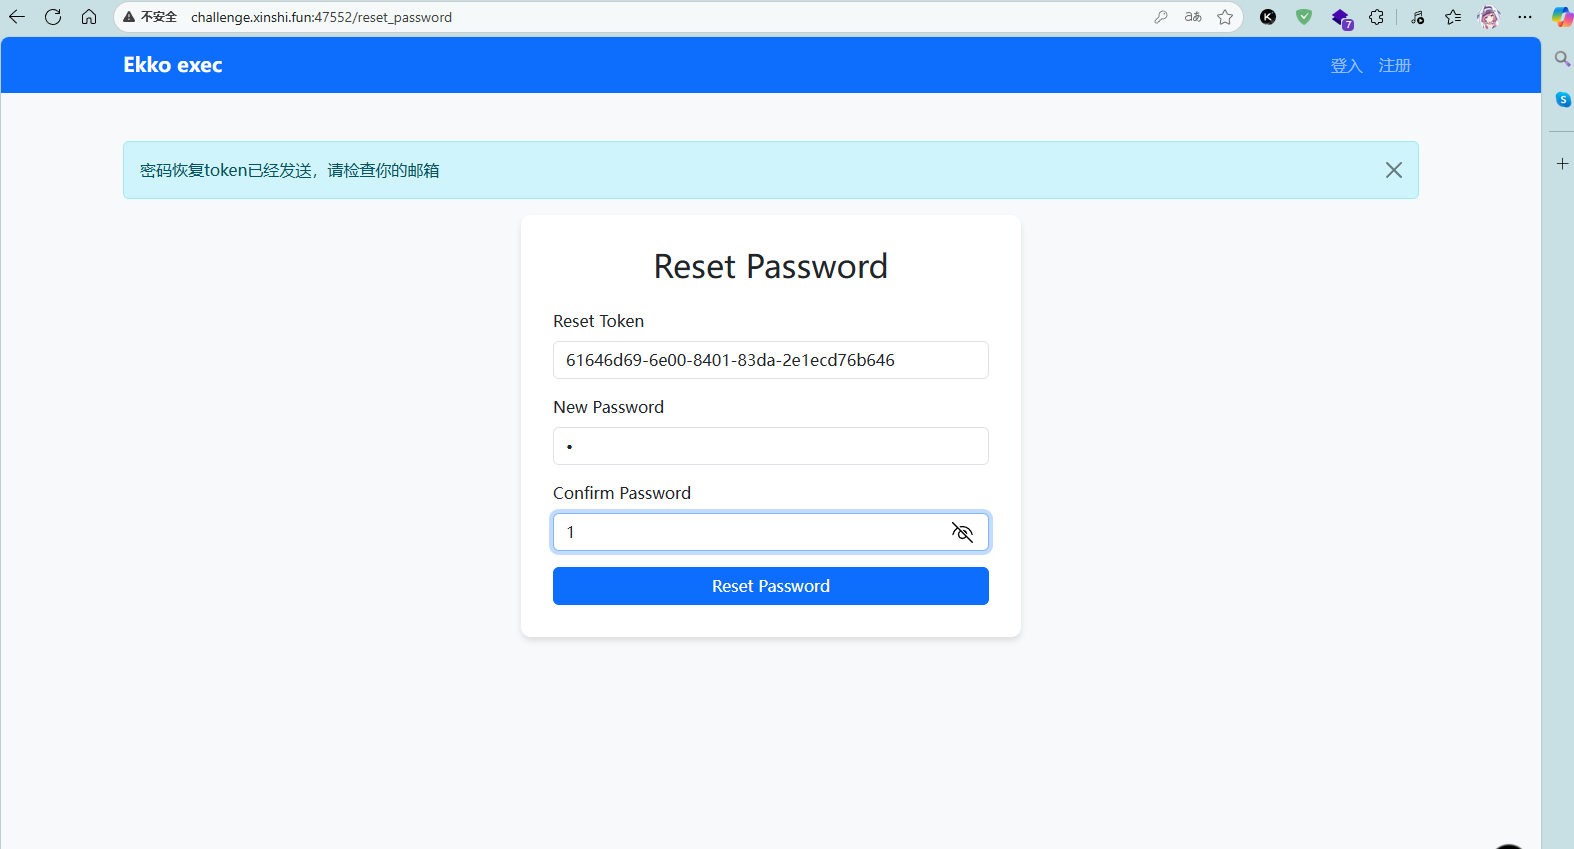 不安全 challenge.xinshi.fun:47552/reset_password
7
Ekko exec
登入 注册
密码恢复token已经发送，请检查你的邮箱
Reset Password
Reset Token
61646d69-6e00-8401-83da-2e1ecd76b646
New Password
•
Confirm Password
1
Reset Password